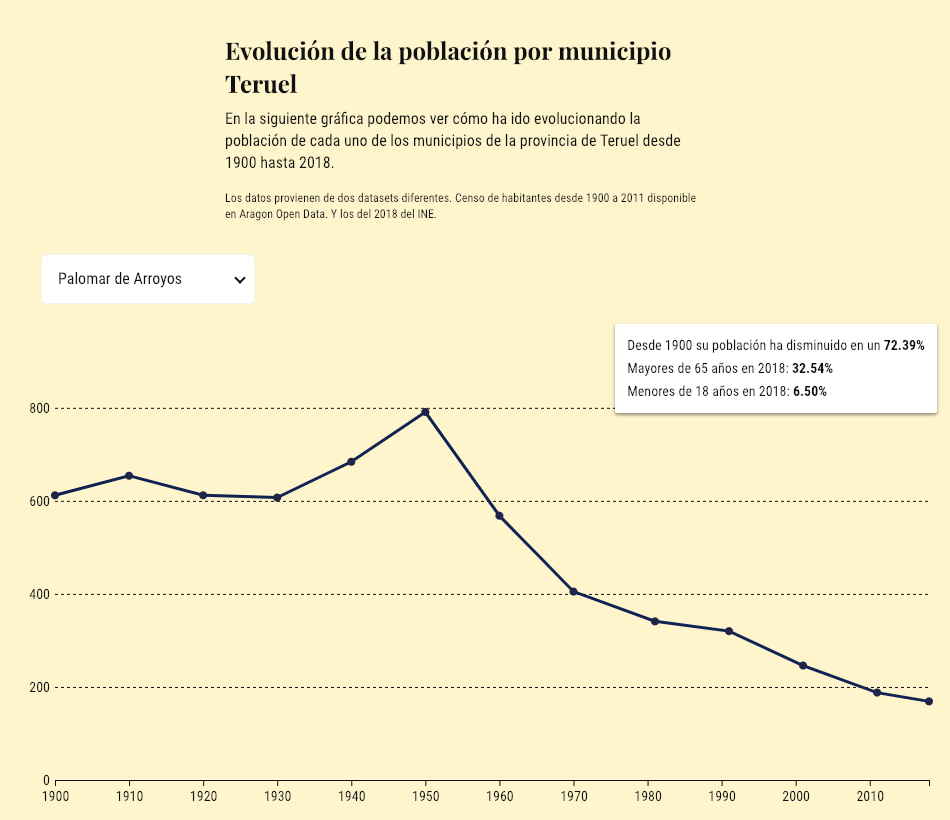 Evolución de la población por municipio
Teruel
En la siguiente gráfica podemos ver cómo ha ido evolucionando la
población de cada uno de los municipios de la provincia de Teruel desde
1900 hasta 2018.
Los datos provienen de dos datasets diferentes. Censo de habitantes desde 1900 a 2011 disponible
en Aragon Open Data. Y los del 2018 del INE.
Palomar de Arroyos
Desde 1900 su población ha disminuido en un 72.39%
Mayores de 65 años en 2018: 32.54%
Menores de 18 años en 2018: 6.50%
800
600
400
200
0
1900 1910 1920 1930 1940 1950 1960 1970 1980 1990 2000 2010